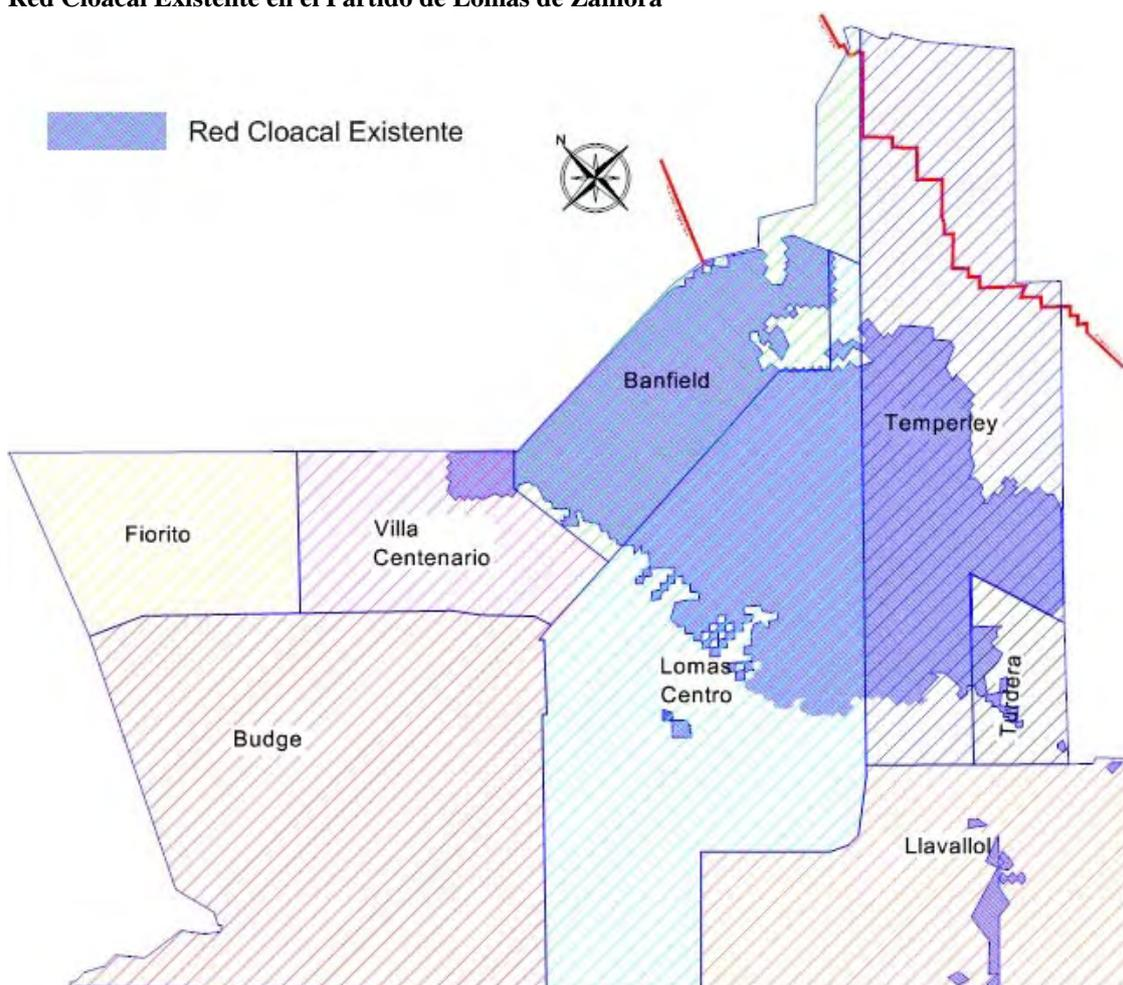 Red Cloacal Existente en el Partido de Lomas de Zamora
Red Cloacal Existente
N
Banfield
Temperley
Fiorito
Villa
Centenario
Lomas
Centro
Turdera
Budge
Llavallol